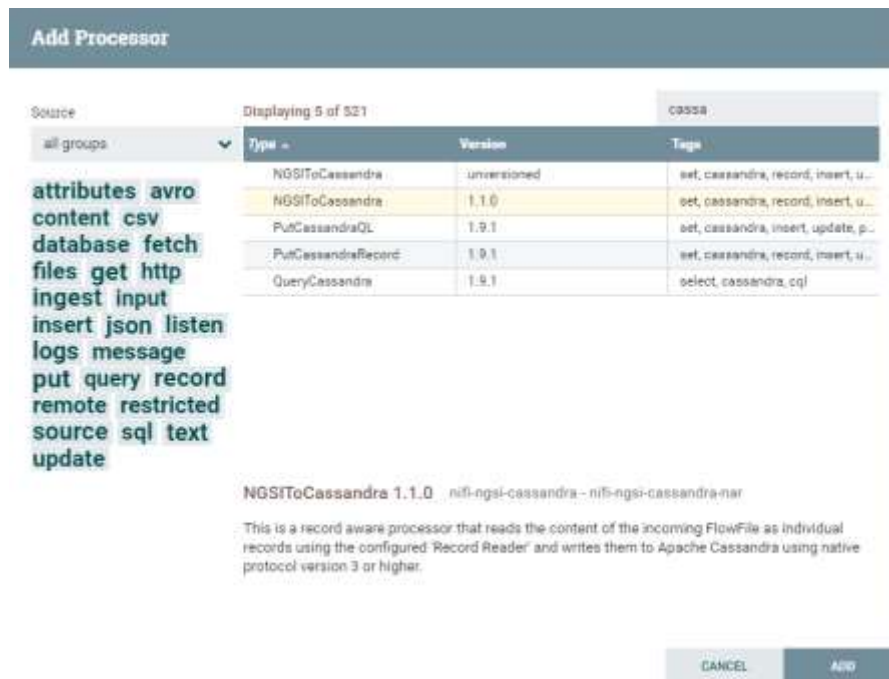 Add Processor
Source
Displaying 5 of 521
cassa
all groups
Type
Version
Tags
NGSIToCassandra unversioned set, cassandra, record, insert, u...
NGSIToCassandra 1.1.0 set, cassandra, record, insert, u...
PutCassandraQL 1.9.1 set, cassandra, insert, update, p...
PutCassandraRecord 1.9.1 set, cassandra, record, insert, u...
QueryCassandra 1.9.1 select, cassandra, cql
attributes avro
content csv
database fetch
files get http
ingest input
insert json listen
logs message
put query record
remote restricted
source sql text
update
NGSIToCassandra 1.1.0 nifi-ngsi-cassandra - nifi-ngsi-cassandra-nar
This is a record aware processor that reads the content of the incoming FlowFile as individual
records using the configured 'Record Reader' and writes them to Apache Cassandra using native
protocol version 3 or higher.
CANCEL
ADD